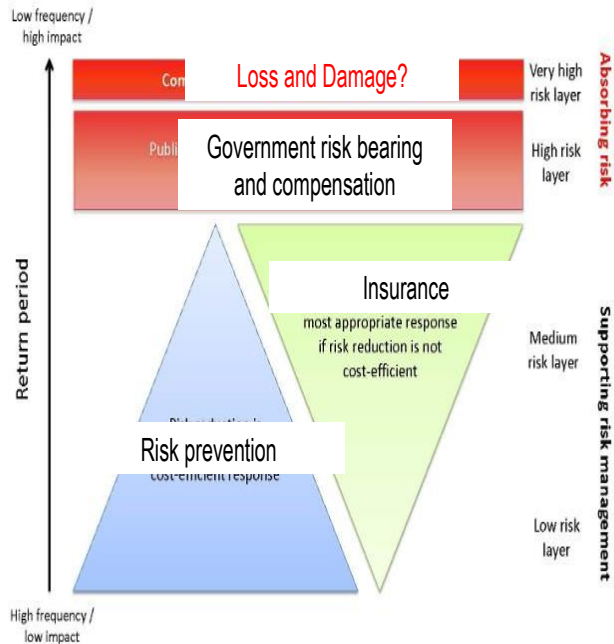 Low frequency /
high impact
Loss and Damage?
Very high
risk layer
Absorbing risk
Government risk bearing
and compensation
High risk
layer
Return period
Insurance
most appropriate response
if risk reduction is not
cost-efficient
Medium
risk layer
Supporting risk management
Risk prevention
cost-efficient response
Low risk
layer
High frequency /
low impact